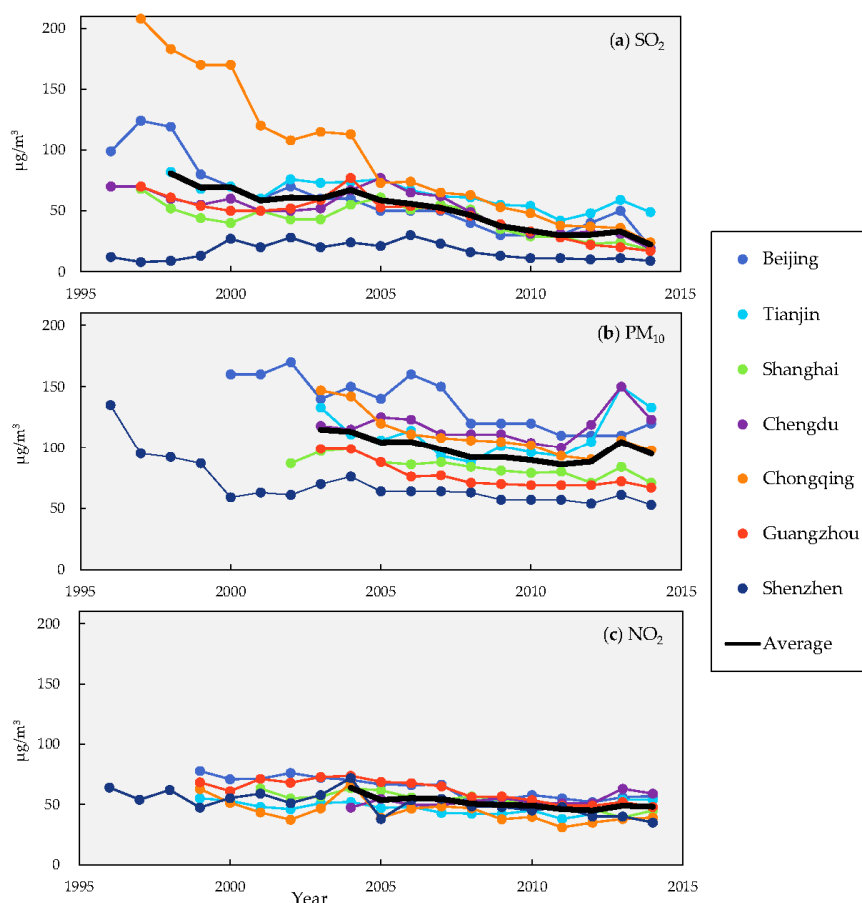 (a) SO₂
200
150
100
50
0
µg/m³
1995 2000 2005 2010 2015
(b) PM₁₀
200
150
100
50
0
µg/m³
1995 2000 2005 2010 2015
(c) NO₂
200
150
100
50
0
µg/m³
1995 2000 2005 2010 2015
Year
Beijing
Tianjin
Shanghai
Chengdu
Chongqing
Guangzhou
Shenzhen
Average